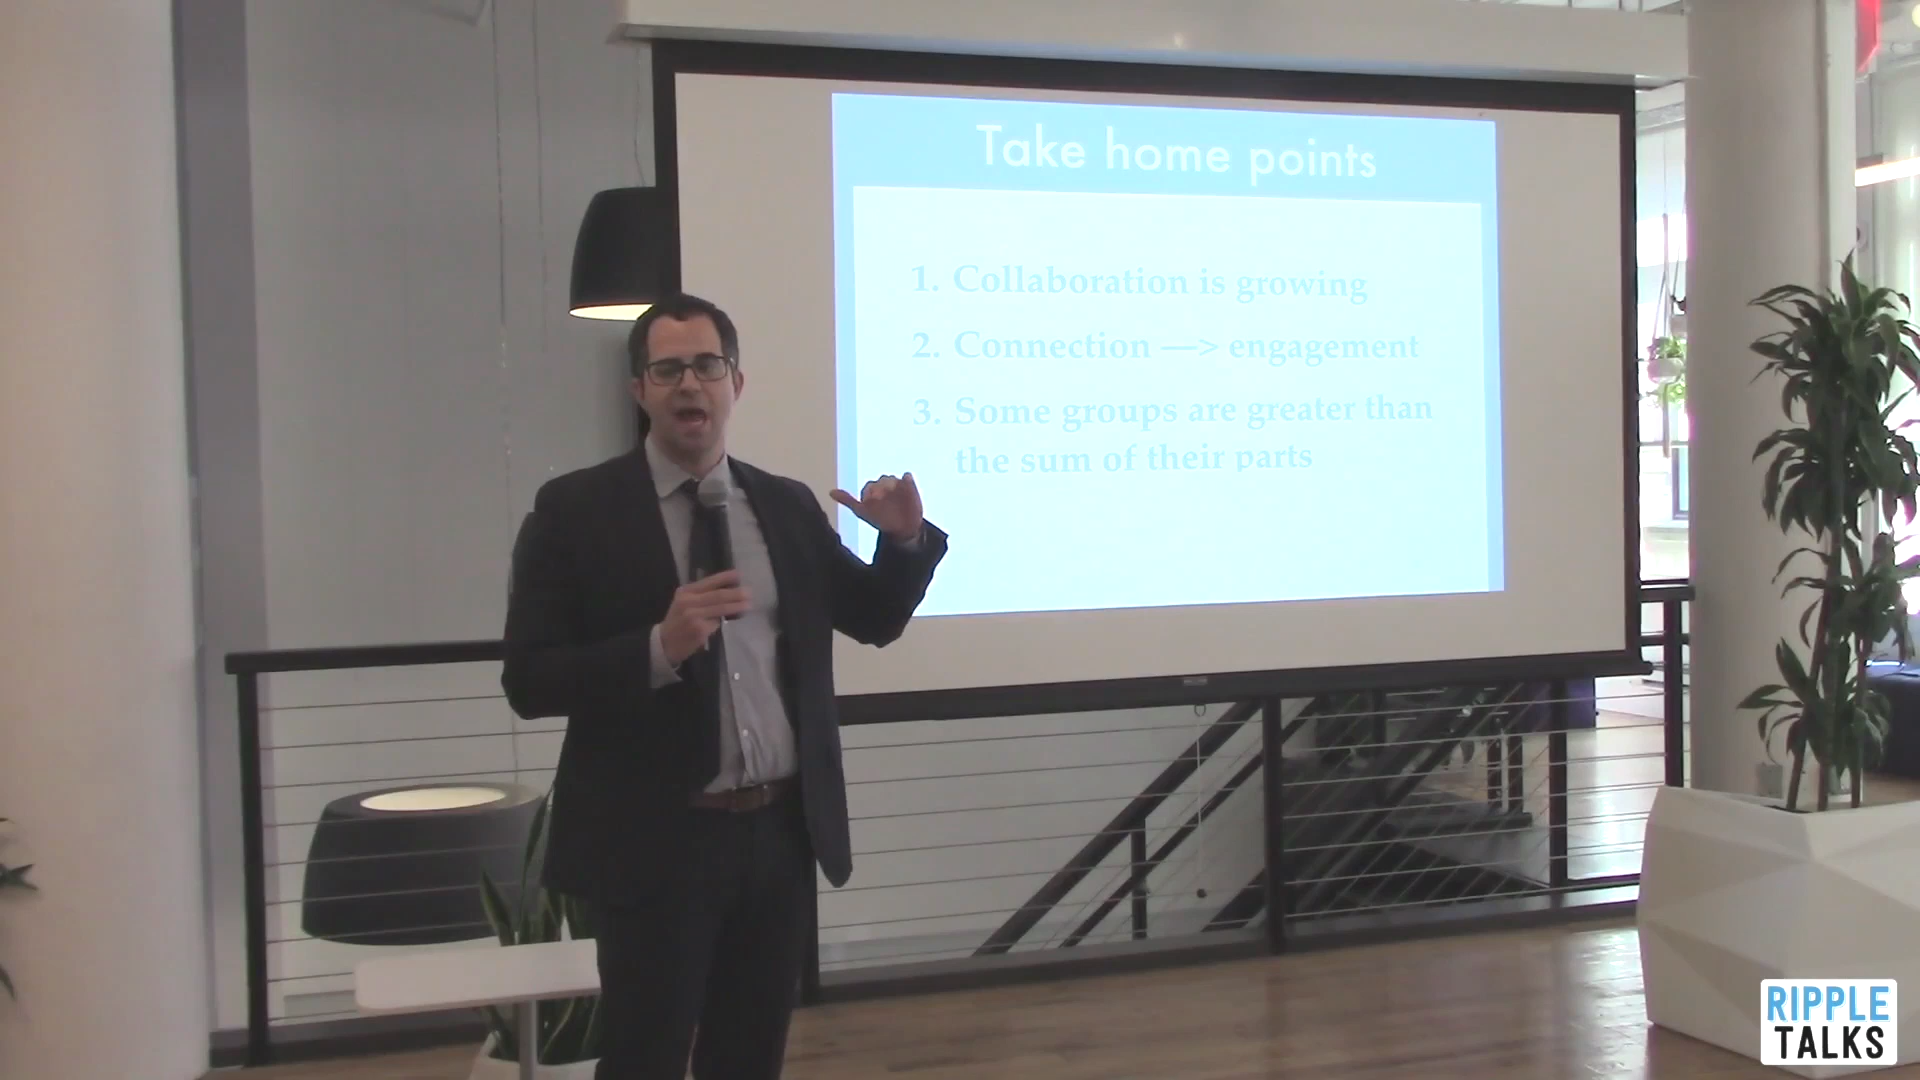 Take home points
1. Collaboration is growing
2. Connection —> engagement
3. Some groups are greater than
the sum of their parts
RIPPLE
TALKS